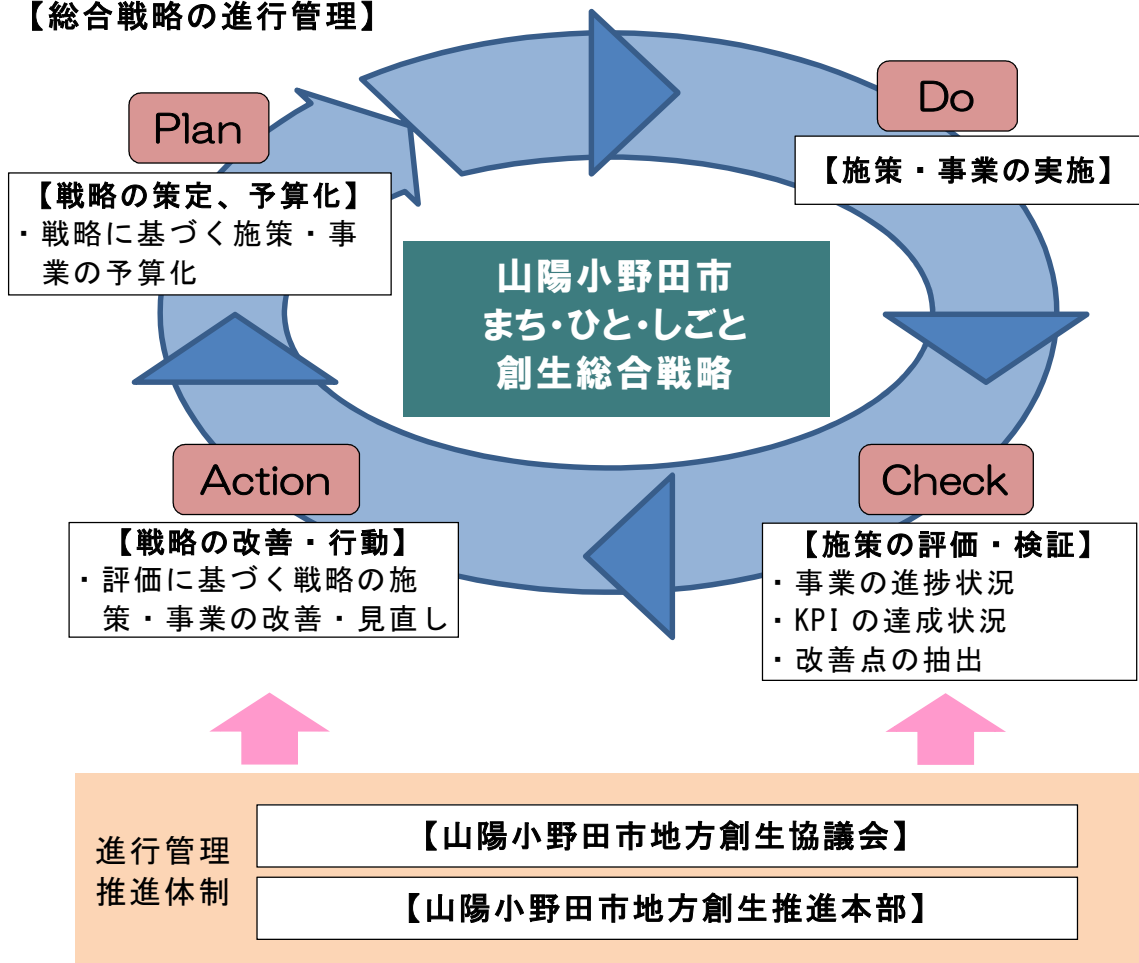 【総合戦略の進行管理】
Plan
【戦略の策定、予算化】
・戦略に基づく施策・事
業の予算化
Do
【施策・事業の実施】
山陽小野田市
まち・ひと・しごと
創生総合戦略
Action
【戦略の改善・行動】
・評価に基づく戦略の施
策・事業の改善・見直し
Check
【施策の評価・検証】
・事業の進捗状況
・KPIの達成状況
・改善点の抽出
進行管理
推進体制
【山陽小野田市地方創生協議会】
【山陽小野田市地方創生推進本部】